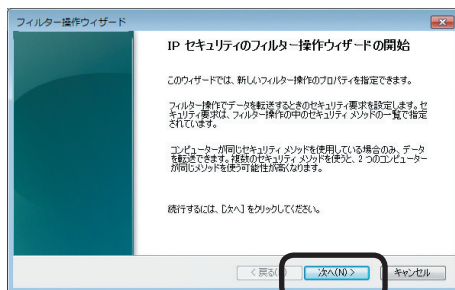 フィルター操作ウィザード
IP セキュリティのフィルター操作ウィザードの開始
このウィザードでは、新しいフィルター操作のプロパティを指定できます。
フィルター操作でデータを転送するときのセキュリティ要求を設定します。セ
キュリティ要求は、フィルター操作の中のセキュリティ メソッドの一覧で指定
されています。
コンピューターが同じセキュリティ メソッドを使用している場合のみ、データ
を転送できます。複数のセキュリティ メソッドを使うと、2 つのコンピューター
が同じメソッドを使う可能性が高くなります。
続行するには、[次へ] をクリックしてください。
< 戻る( 次へ(N) > キャンセル